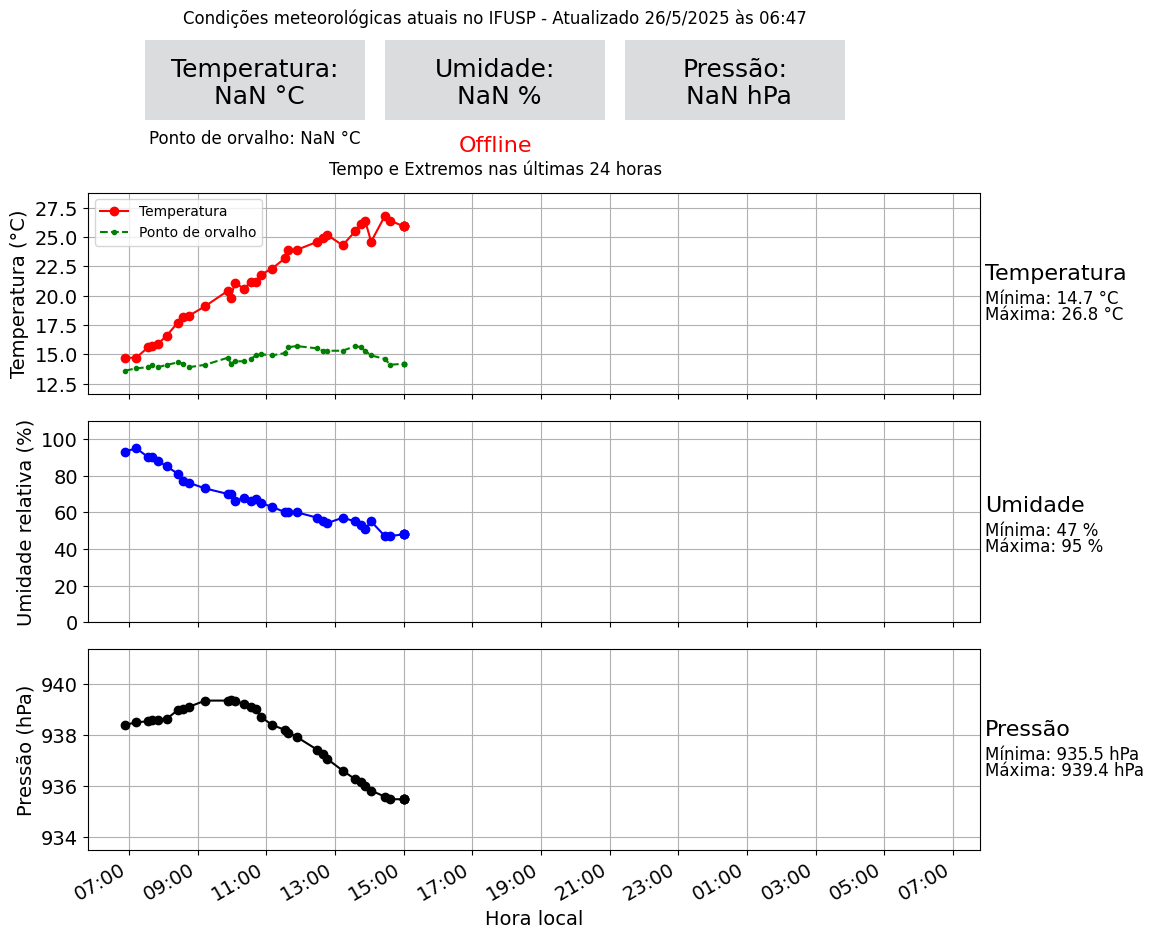 Condições meteorológicas atuais no IFUSP - Atualizado 26/5/2025 às 06:47
Temperatura:
NaN °C
Umidade:
NaN %
Pressão:
NaN hPa
Ponto de orvalho: NaN °C
Offline
Tempo e Extremos nas últimas 24 horas
Temperatura (°C)
27.5
25.0
22.5
20.0
17.5
15.0
12.5
Temperatura
Ponto de orvalho
Temperatura
Mínima: 14.7 °C
Máxima: 26.8 °C
Umidade relativa (%)
100
80
60
40
20
0
Umidade
Mínima: 47 %
Máxima: 95 %
Pressão (hPa)
940
938
936
934
Pressão
Mínima: 935.5 hPa
Máxima: 939.4 hPa
07:00 09:00 11:00 13:00 15:00 17:00 19:00 21:00 23:00 01:00 03:00 05:00 07:00
Hora local